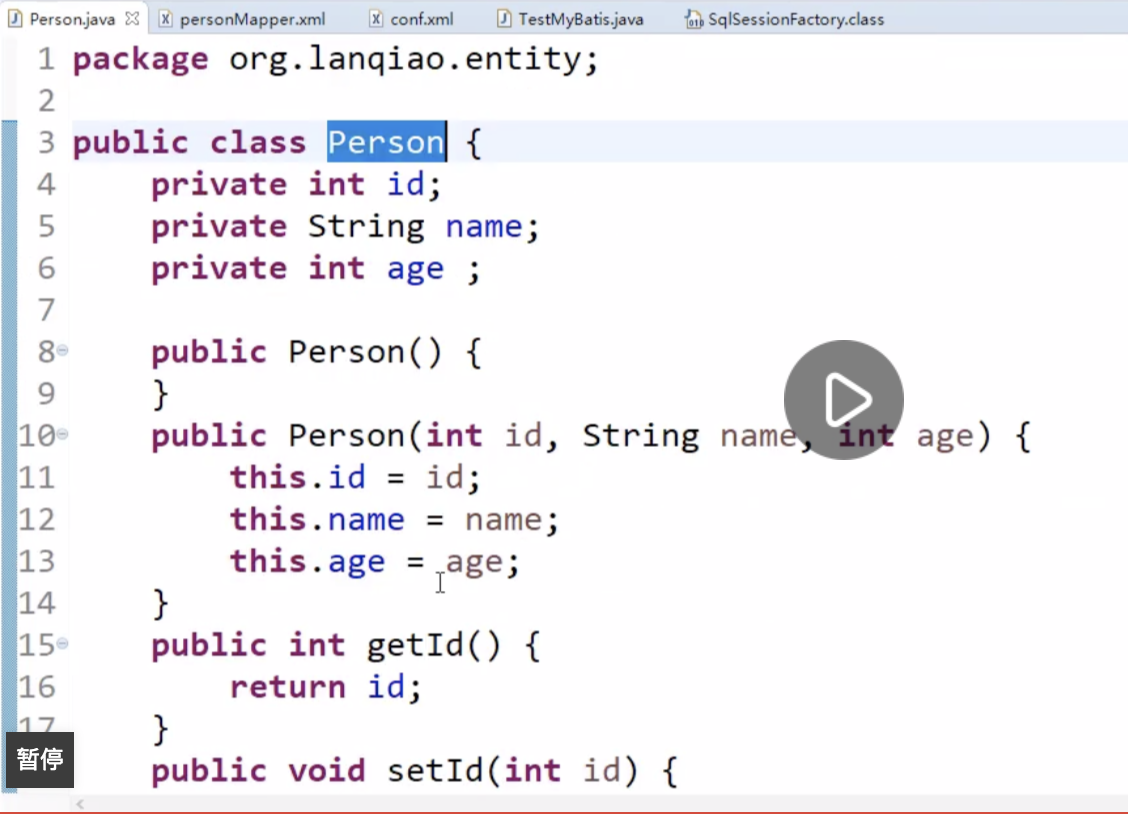 Person.java personMapper.xml conf.xml TestMyBatis.java SqlSessionFactory.class
1 package org.lanqiao.entity;
2
3 public class Person {
4 private int id;
5 private String name;
6 private int age ;
7
8 public Person() {
9 }
10 public Person(int id, String name, int age) {
11 this.id = id;
12 this.name = name;
13 this.age = age;
14 }
15 public int getId() {
16 return id;
17 }
暂停
public void setId(int id) {